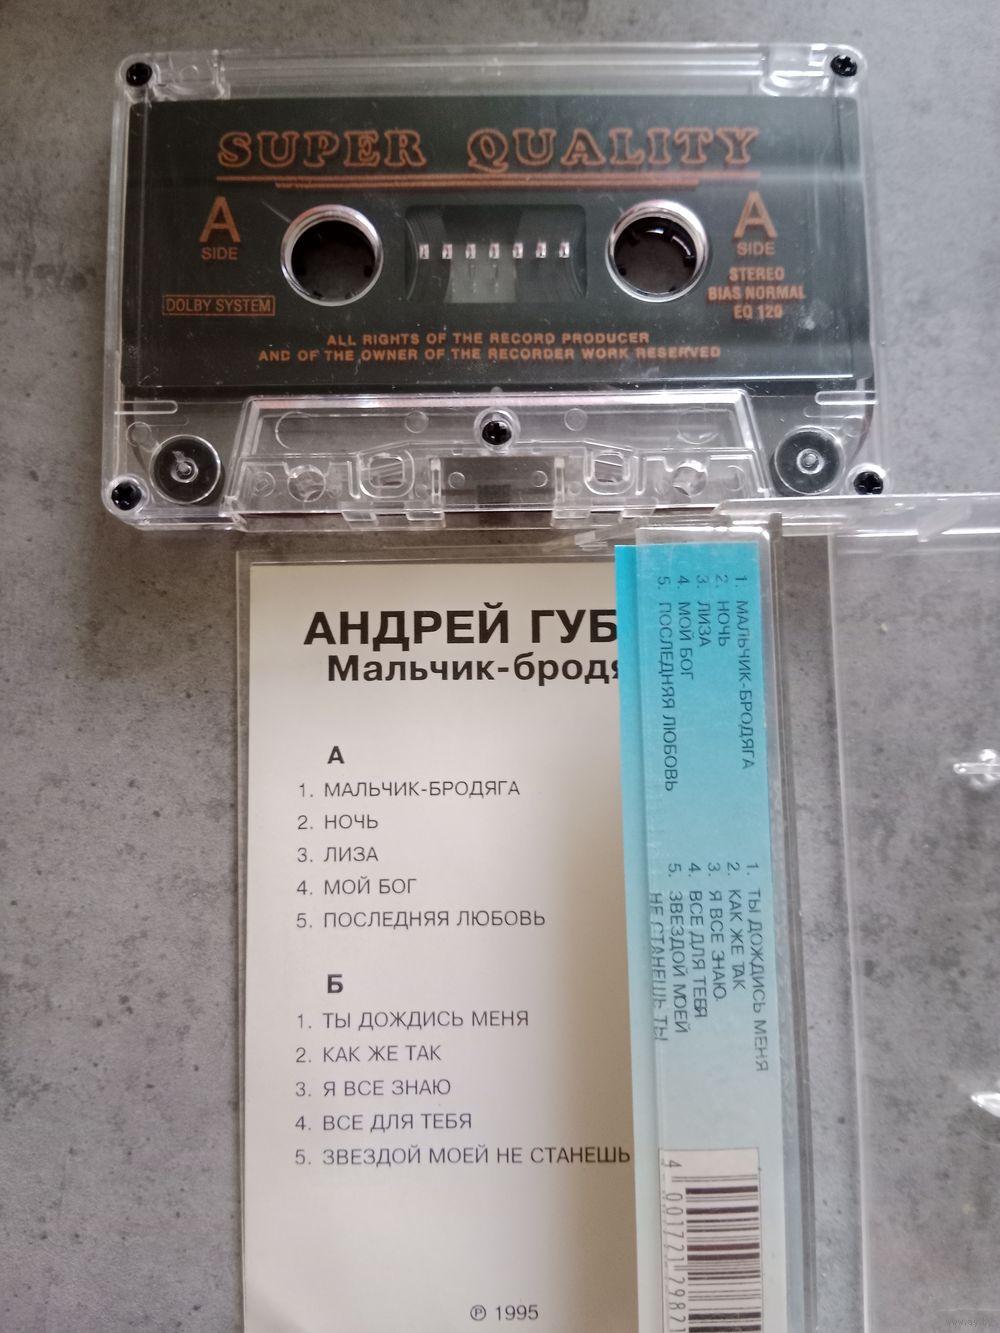 SUPER QUALITY
A SIDE
A SIDE
DOLBY SYSTEM
STEREO
BIAS NORMAL
EQ 120
ALL RIGHTS OF THE RECORD PRODUCER
AND OF THE OWNER OF THE RECORDER WORK RESERVED
АНДРЕЙ ГУБ
Мальчик-бродя
А
1. МАЛЬЧИК-БРОДЯГА
2. НОЧЬ
3. ЛИЗА
4. МОЙ БОГ
5. ПОСЛЕДНЯЯ ЛЮБОВЬ
Б
1. ТЫ ДОЖДИСЬ МЕНЯ
2. КАК ЖЕ ТАК
3. Я ВСЕ ЗНАЮ
4. ВСЕ ДЛЯ ТЕБЯ
5. ЗВЕЗДОЙ МОЕЙ НЕ СТАНЕШЬ
℗ 1995
1. МАЛЬЧИК-БРОДЯГА
2. НОЧЬ
3. ЛИЗА
4. МОЙ БОГ
5. ПОСЛЕДНЯЯ ЛЮБОВЬ
1. ТЫ ДОЖДИСЬ МЕНЯ
2. КАК ЖЕ ТАК
3. Я ВСЕ ЗНАЮ.
4. ВСЕ ДЛЯ ТЕБЯ
5. ЗВЕЗДОЙ МОЕЙ
НЕ СТАНЕШЬ ТЫ
4 001721 79821